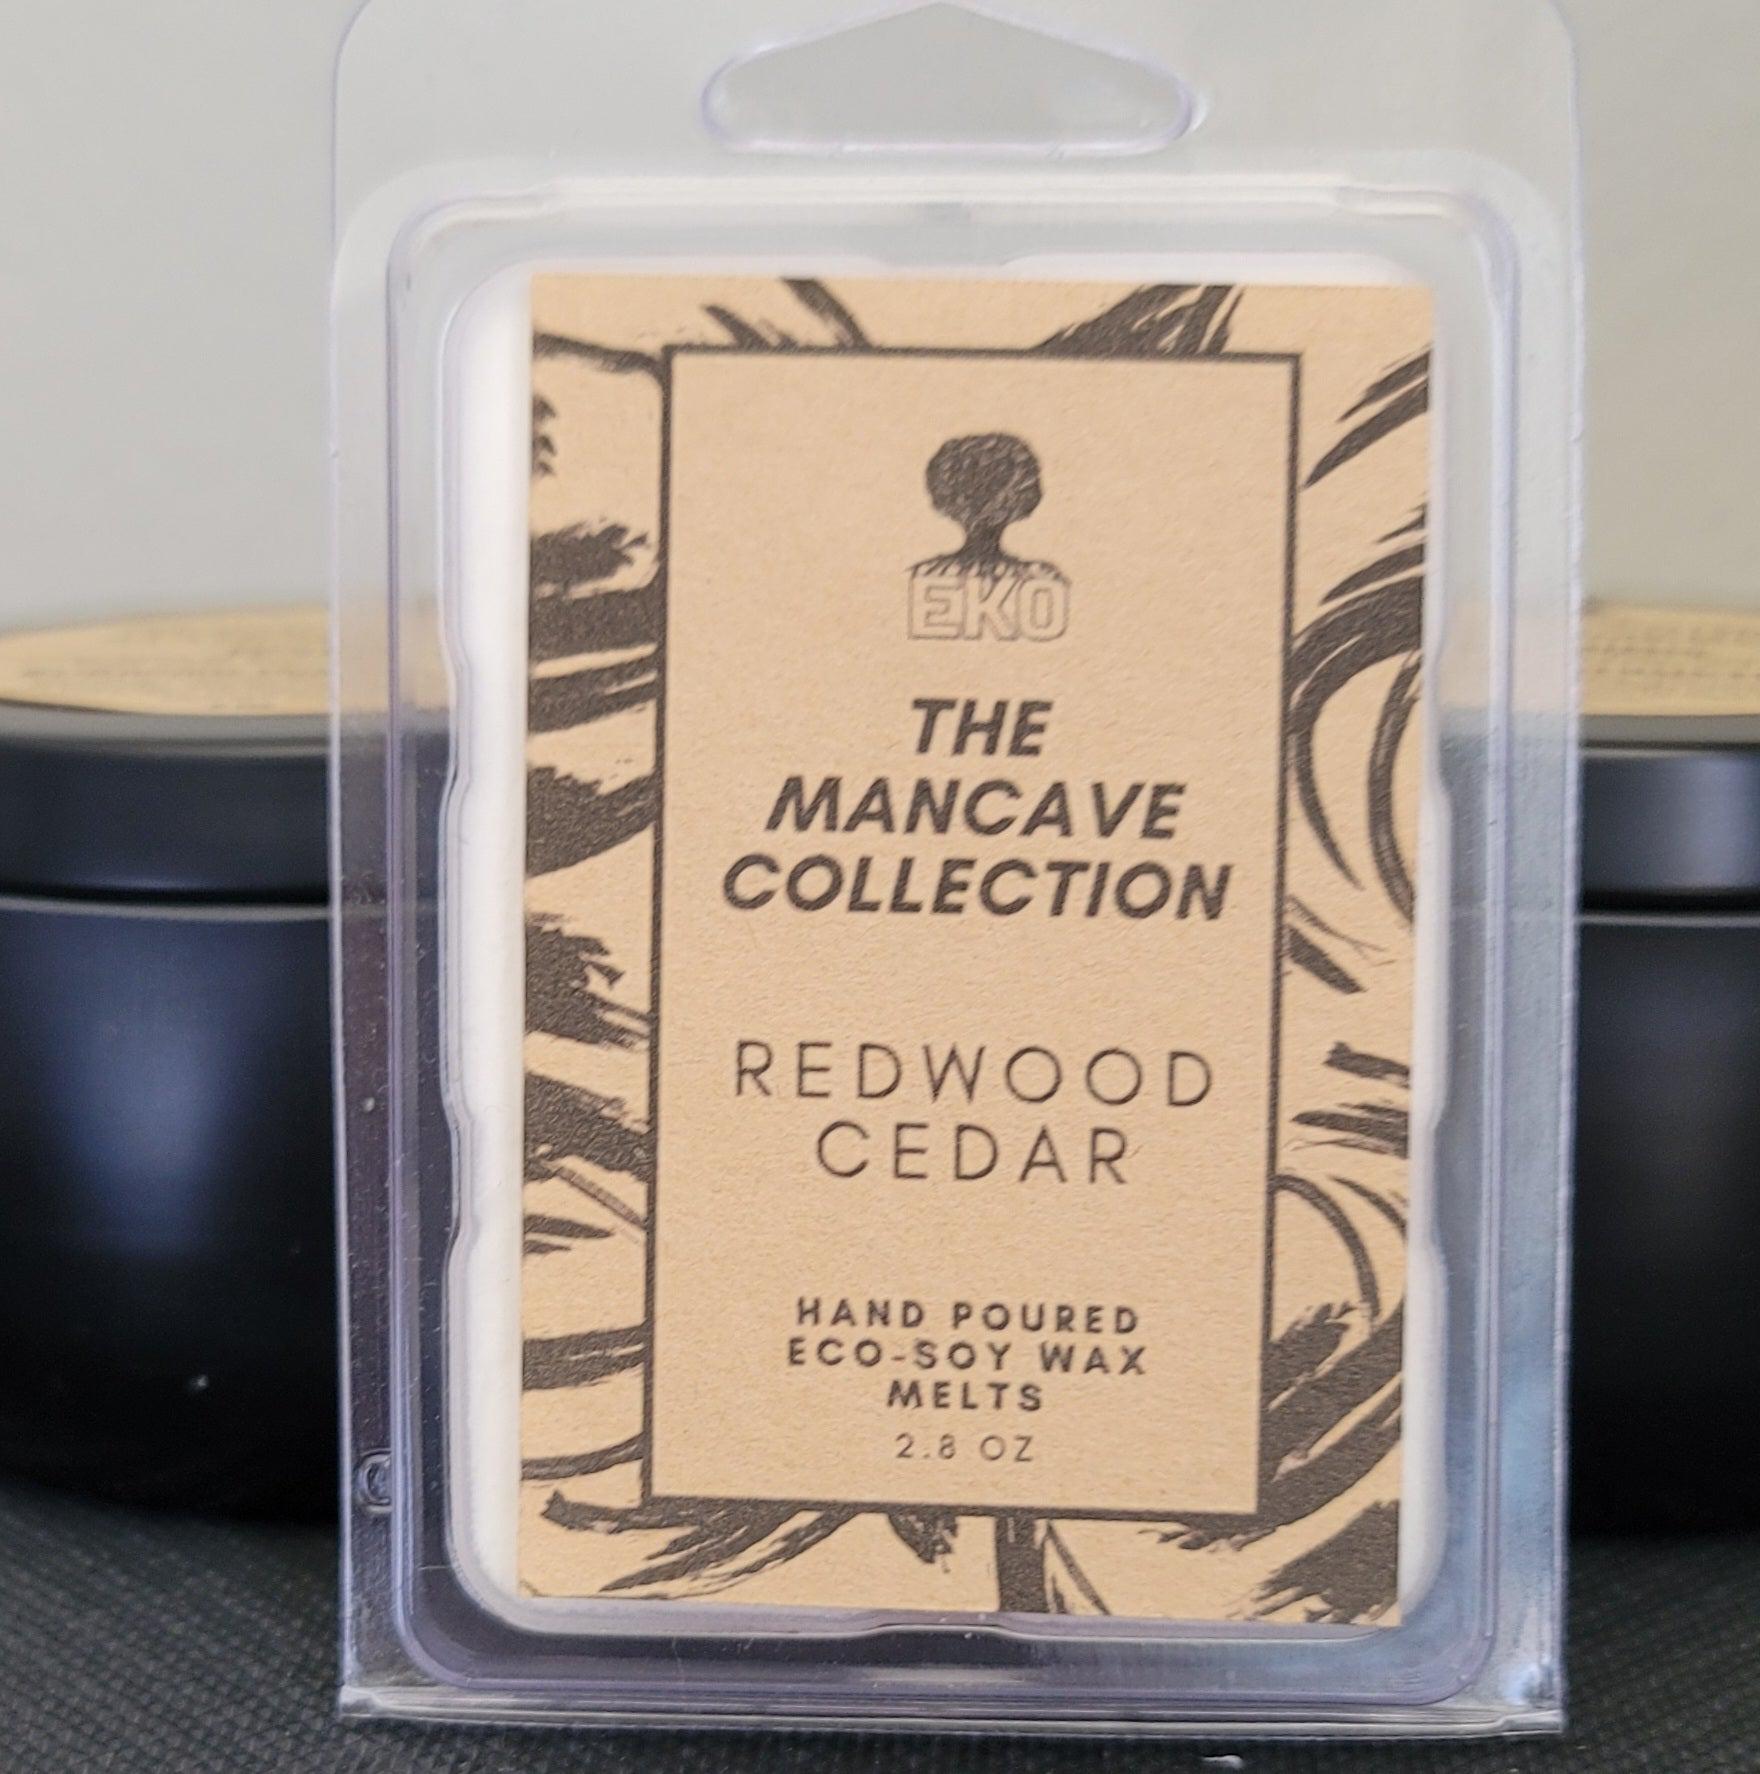 EKO
THE
MANCAVE
COLLECTION
REDWOOD
CEDAR
HAND POURED
ECO-SOY WAX
MELTS
2.8 OZ